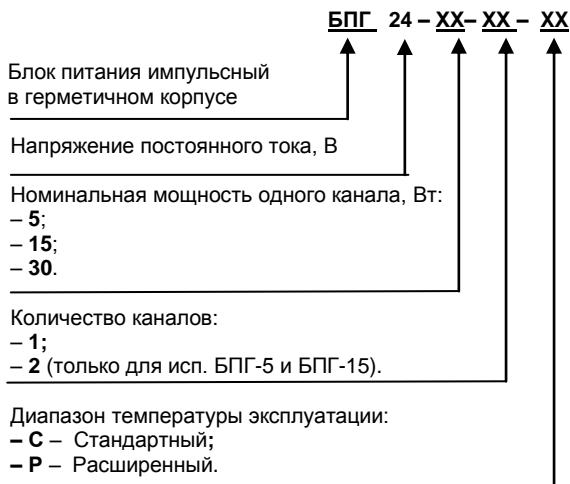 БПГ 24 – ХХ– ХХ – ХХ
Блок питания импульсный
в герметичном корпусе
Напряжение постоянного тока, В
Номинальная мощность одного канала, Вт:
– 5;
– 15;
– 30.
Количество каналов:
– 1;
– 2 (только для исп. БПГ-5 и БПГ-15).
Диапазон температуры эксплуатации:
– С – Стандартный;
– Р – Расширенный.